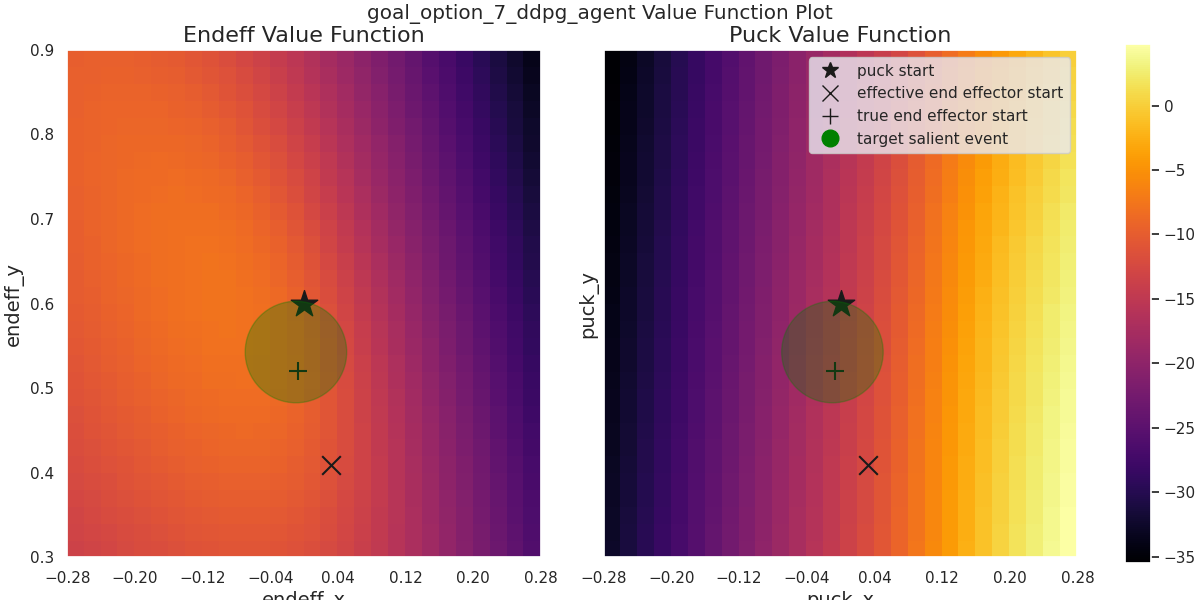 goal_option_7_ddpg_agent Value Function Plot
Endeff Value Function
Puck Value Function
0.9
0.8
0.7
0.6
0.5
0.4
0.3
endeff_y
−0.28 −0.20 −0.12 −0.04 0.04 0.12 0.20 0.28
endeff_x
puck_y
puck start
effective end effector start
true end effector start
target salient event
−0.28 −0.20 −0.12 −0.04 0.04 0.12 0.20 0.28
puck_x
0
−5
−10
−15
−20
−25
−30
−35